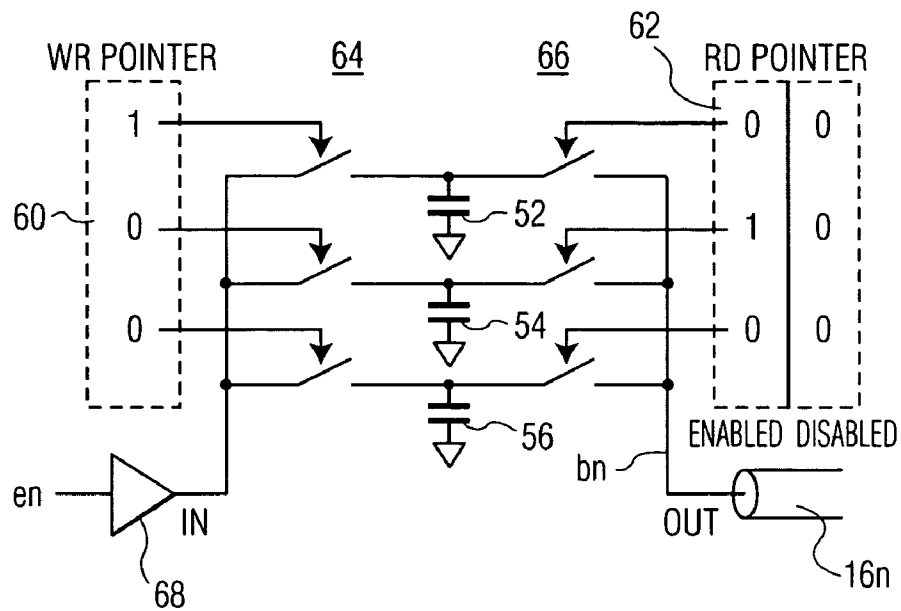 62
WR POINTER 64 66 RD POINTER
1 0 0
60 0 52 1 0
0 54 0 0
56 ENABLED DISABLED
bn
en IN OUT
68 16n